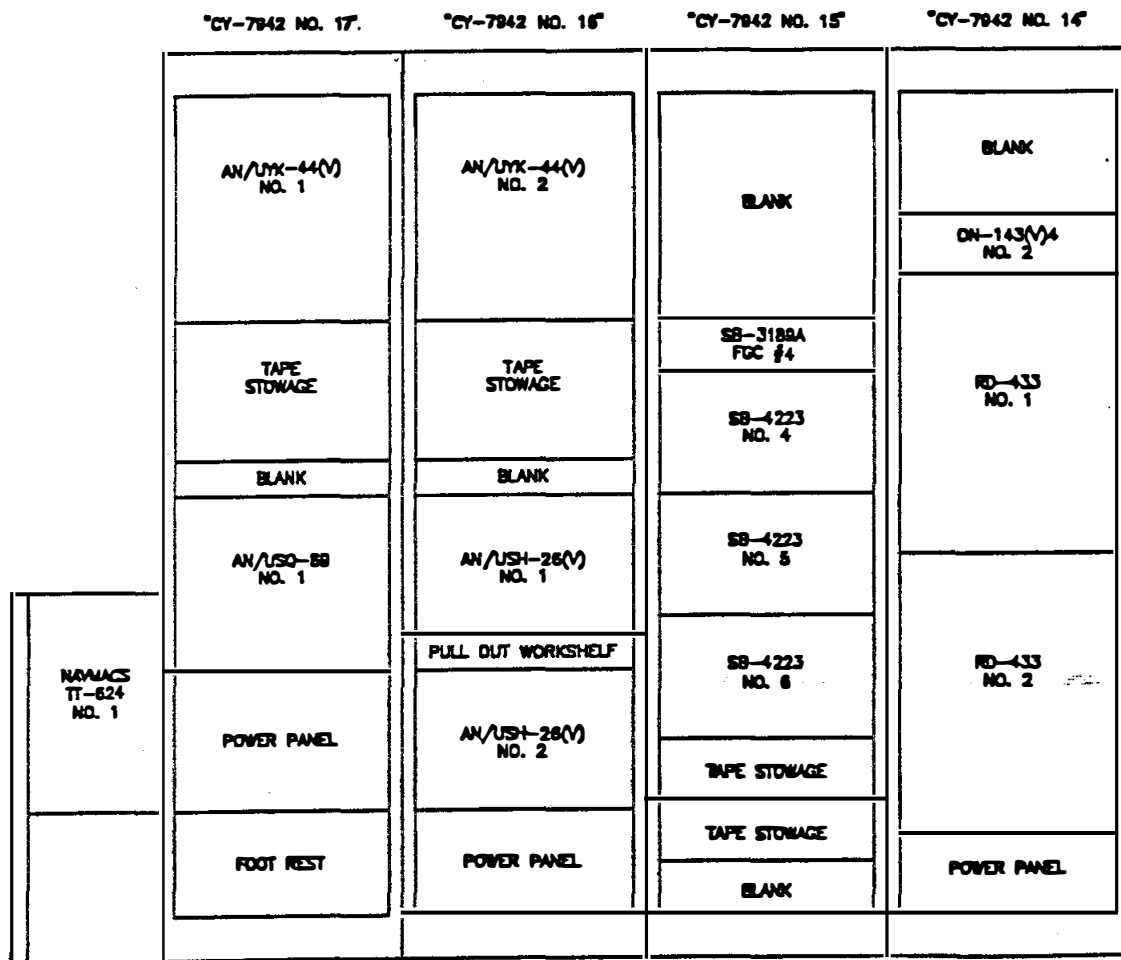 "CY-7942 NO. 17".
"CY-7942 NO. 16"
"CY-7942 NO. 15"
"CY-7942 NO. 14"
AN/UYK-44(V)
NO. 1
TAPE
STOWAGE
BLANK
AN/USQ-69
NO. 1
POWER PANEL
FOOT REST
NAVMACS
TT-624
NO. 1
AN/UYK-44(V)
NO. 2
TAPE
STOWAGE
BLANK
AN/USH-26(V)
NO. 1
PULL OUT WORKSHELF
AN/USH-26(V)
NO. 2
POWER PANEL
BLANK
SB-3189A
FGC #4
SB-4223
NO. 4
SB-4223
NO. 5
SB-4223
NO. 6
TAPE STOWAGE
TAPE STOWAGE
BLANK
BLANK
ON-143(V)4
NO. 2
RD-433
NO. 1
RD-433
NO. 2
POWER PANEL